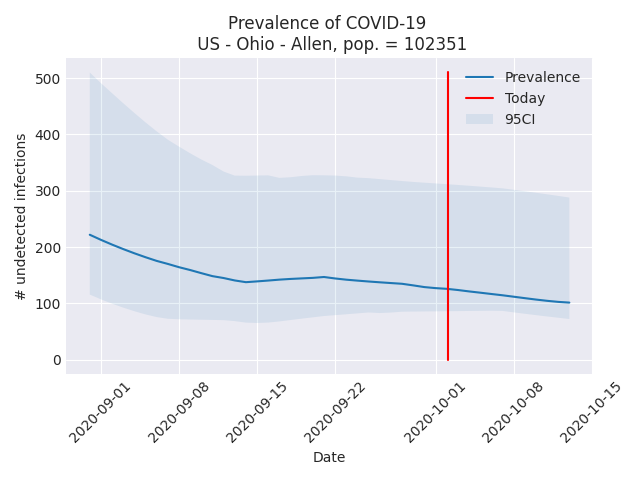 Prevalence of COVID-19
US - Ohio - Allen, pop. = 102351
Prevalence
Today
95CI
500
400
300
200
100
0
# undetected infections
2020-09-01
2020-09-08
2020-09-15
2020-09-22
2020-10-01
2020-10-08
2020-10-15
Date